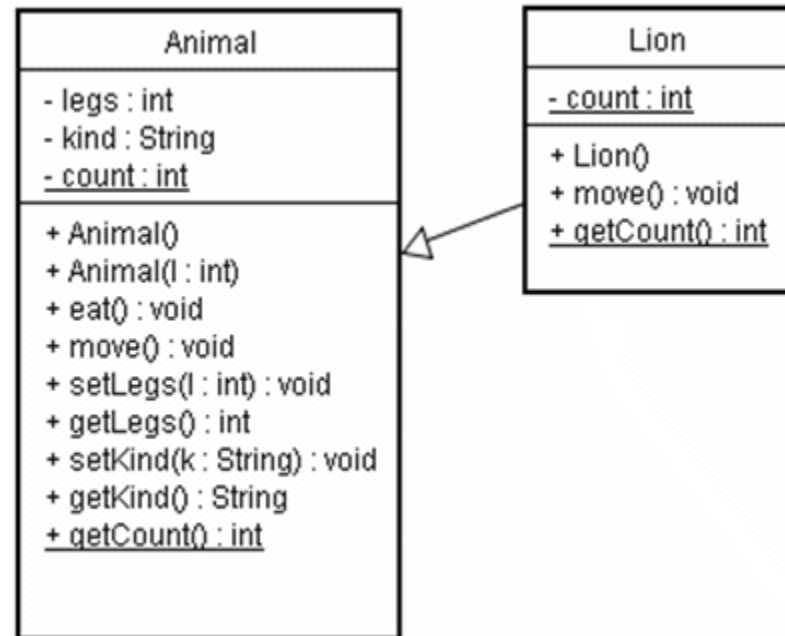 Animal
- legs : int
- kind : String
- count : int
+ Animal()
+ Animal(l : int)
+ eat() : void
+ move() : void
+ setLegs(l : int) : void
+ getLegs() : int
+ setKind(k : String) : void
+ getKind() : String
+ getCount() : int
Lion
- count : int
+ Lion()
+ move() : void
+ getCount() : int